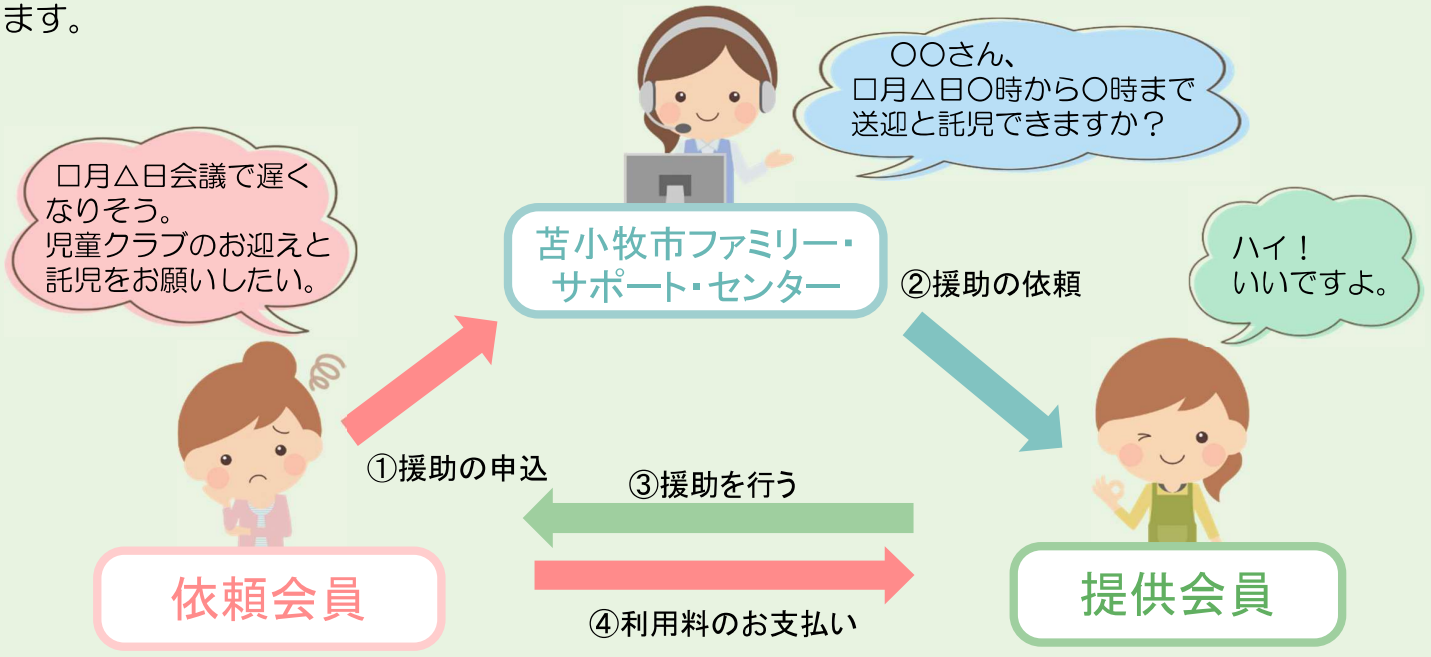 ます。
〇〇さん、
□月△日〇時から〇時まで
送迎と託児できますか？
□月△日会議で遅く
なりそう。
児童クラブのお迎えと
託児をお願いしたい。
苫小牧市ファミリー・
サポート・センター
②援助の依頼
ハイ！
いいですよ。
①援助の申込
③援助を行う
④利用料のお支払い
依頼会員
提供会員